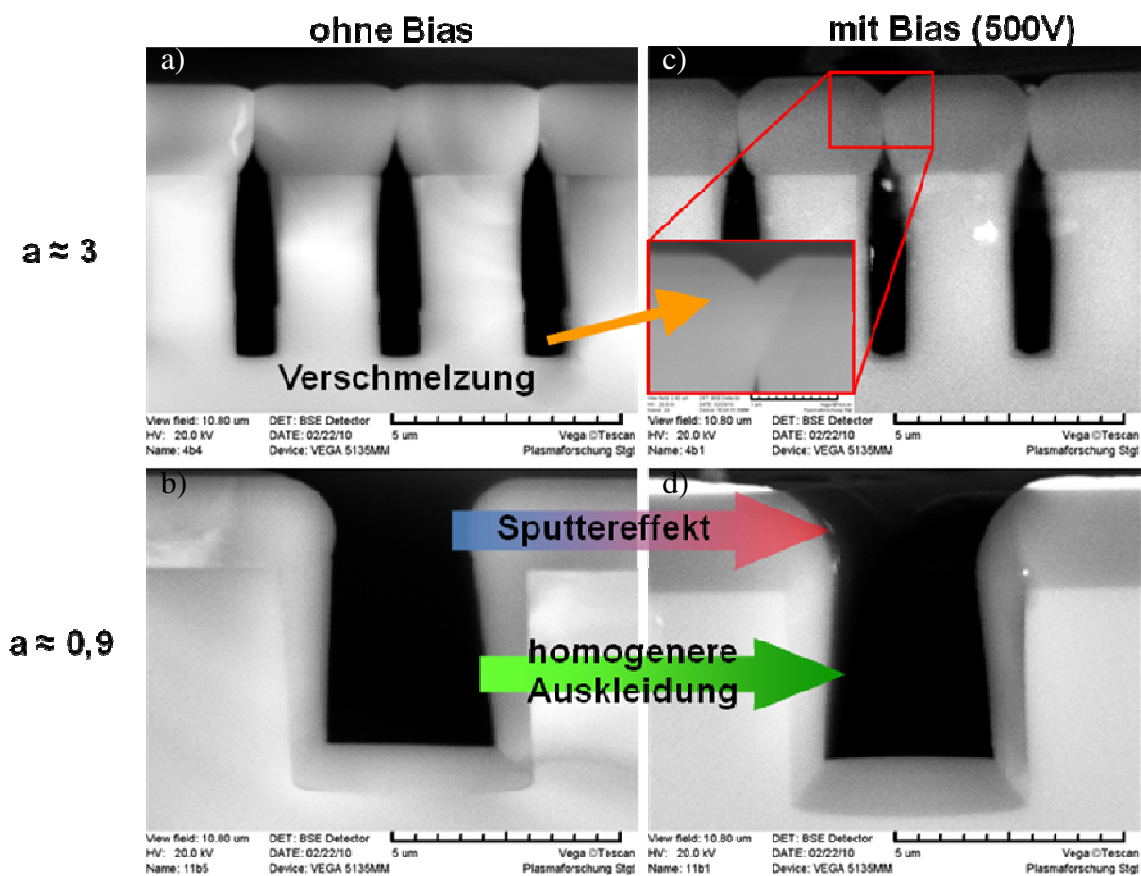 ohne Bias
mit Bias (500V)
a)
c)
a ≈ 3
Verschmelzung
View field: 10.80 um DET: BSE Detector
HV: 20.0 kV DATE: 02/22/10 5 um Vega ©Tescan
Name: 4b4 Device: VEGA 5135MM Plasmaforschung Stgt
View field: 10.80 um DET: BSE Detector
HV: 20.0 kV DATE: 02/22/10 5 um Vega ©Tescan
Name: 4b1 Device: VEGA 5135MM Plasmaforschung Stgt
b)
d)
Sputtereffekt
a ≈ 0,9
homogenere
Auskleidung
View field: 10.80 um DET: BSE Detector
HV: 20.0 kV DATE: 02/22/10 5 um Vega ©Tescan
Name: 11b5 Device: VEGA 5135MM Plasmaforschung Stgt
View field: 10.80 um DET: BSE Detector
HV: 20.0 kV DATE: 02/22/10 5 um Vega ©Tescan
Name: 11b1 Device: VEGA 5135MM Plasmaforschung Stgt